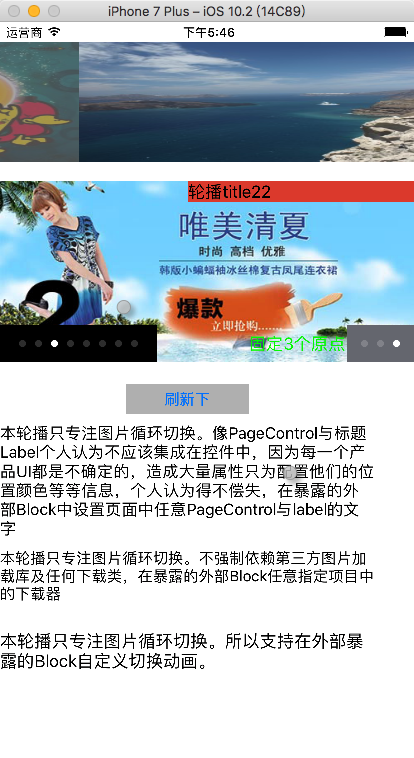 iPhone 7 Plus – iOS 10.2 (14C89)
运营商 下午5:46
轮播title22
唯美清夏
时尚 高档 优雅
韩版小蝙蝠袖冰丝棉复古凤尾连衣裙
爆款
立即抢购......
2
固定3个原点
刷新下
本轮播只专注图片循环切换。像PageControl与标题
Label个人认为不应该集成在控件中，因为每一个产
品UI都是不确定的，造成大量属性只为配置他们的位
置颜色等等信息，个人认为得不偿失，在暴露的外
部Block中设置页面中任意PageControl与label的文
字
本轮播只专注图片循环切换。不强制依赖第三方图片加
载库及任何下载类，在暴露的外部Block任意指定项目中
的下载器
本轮播只专注图片循环切换。所以支持在外部暴
露的Block自定义切换动画。